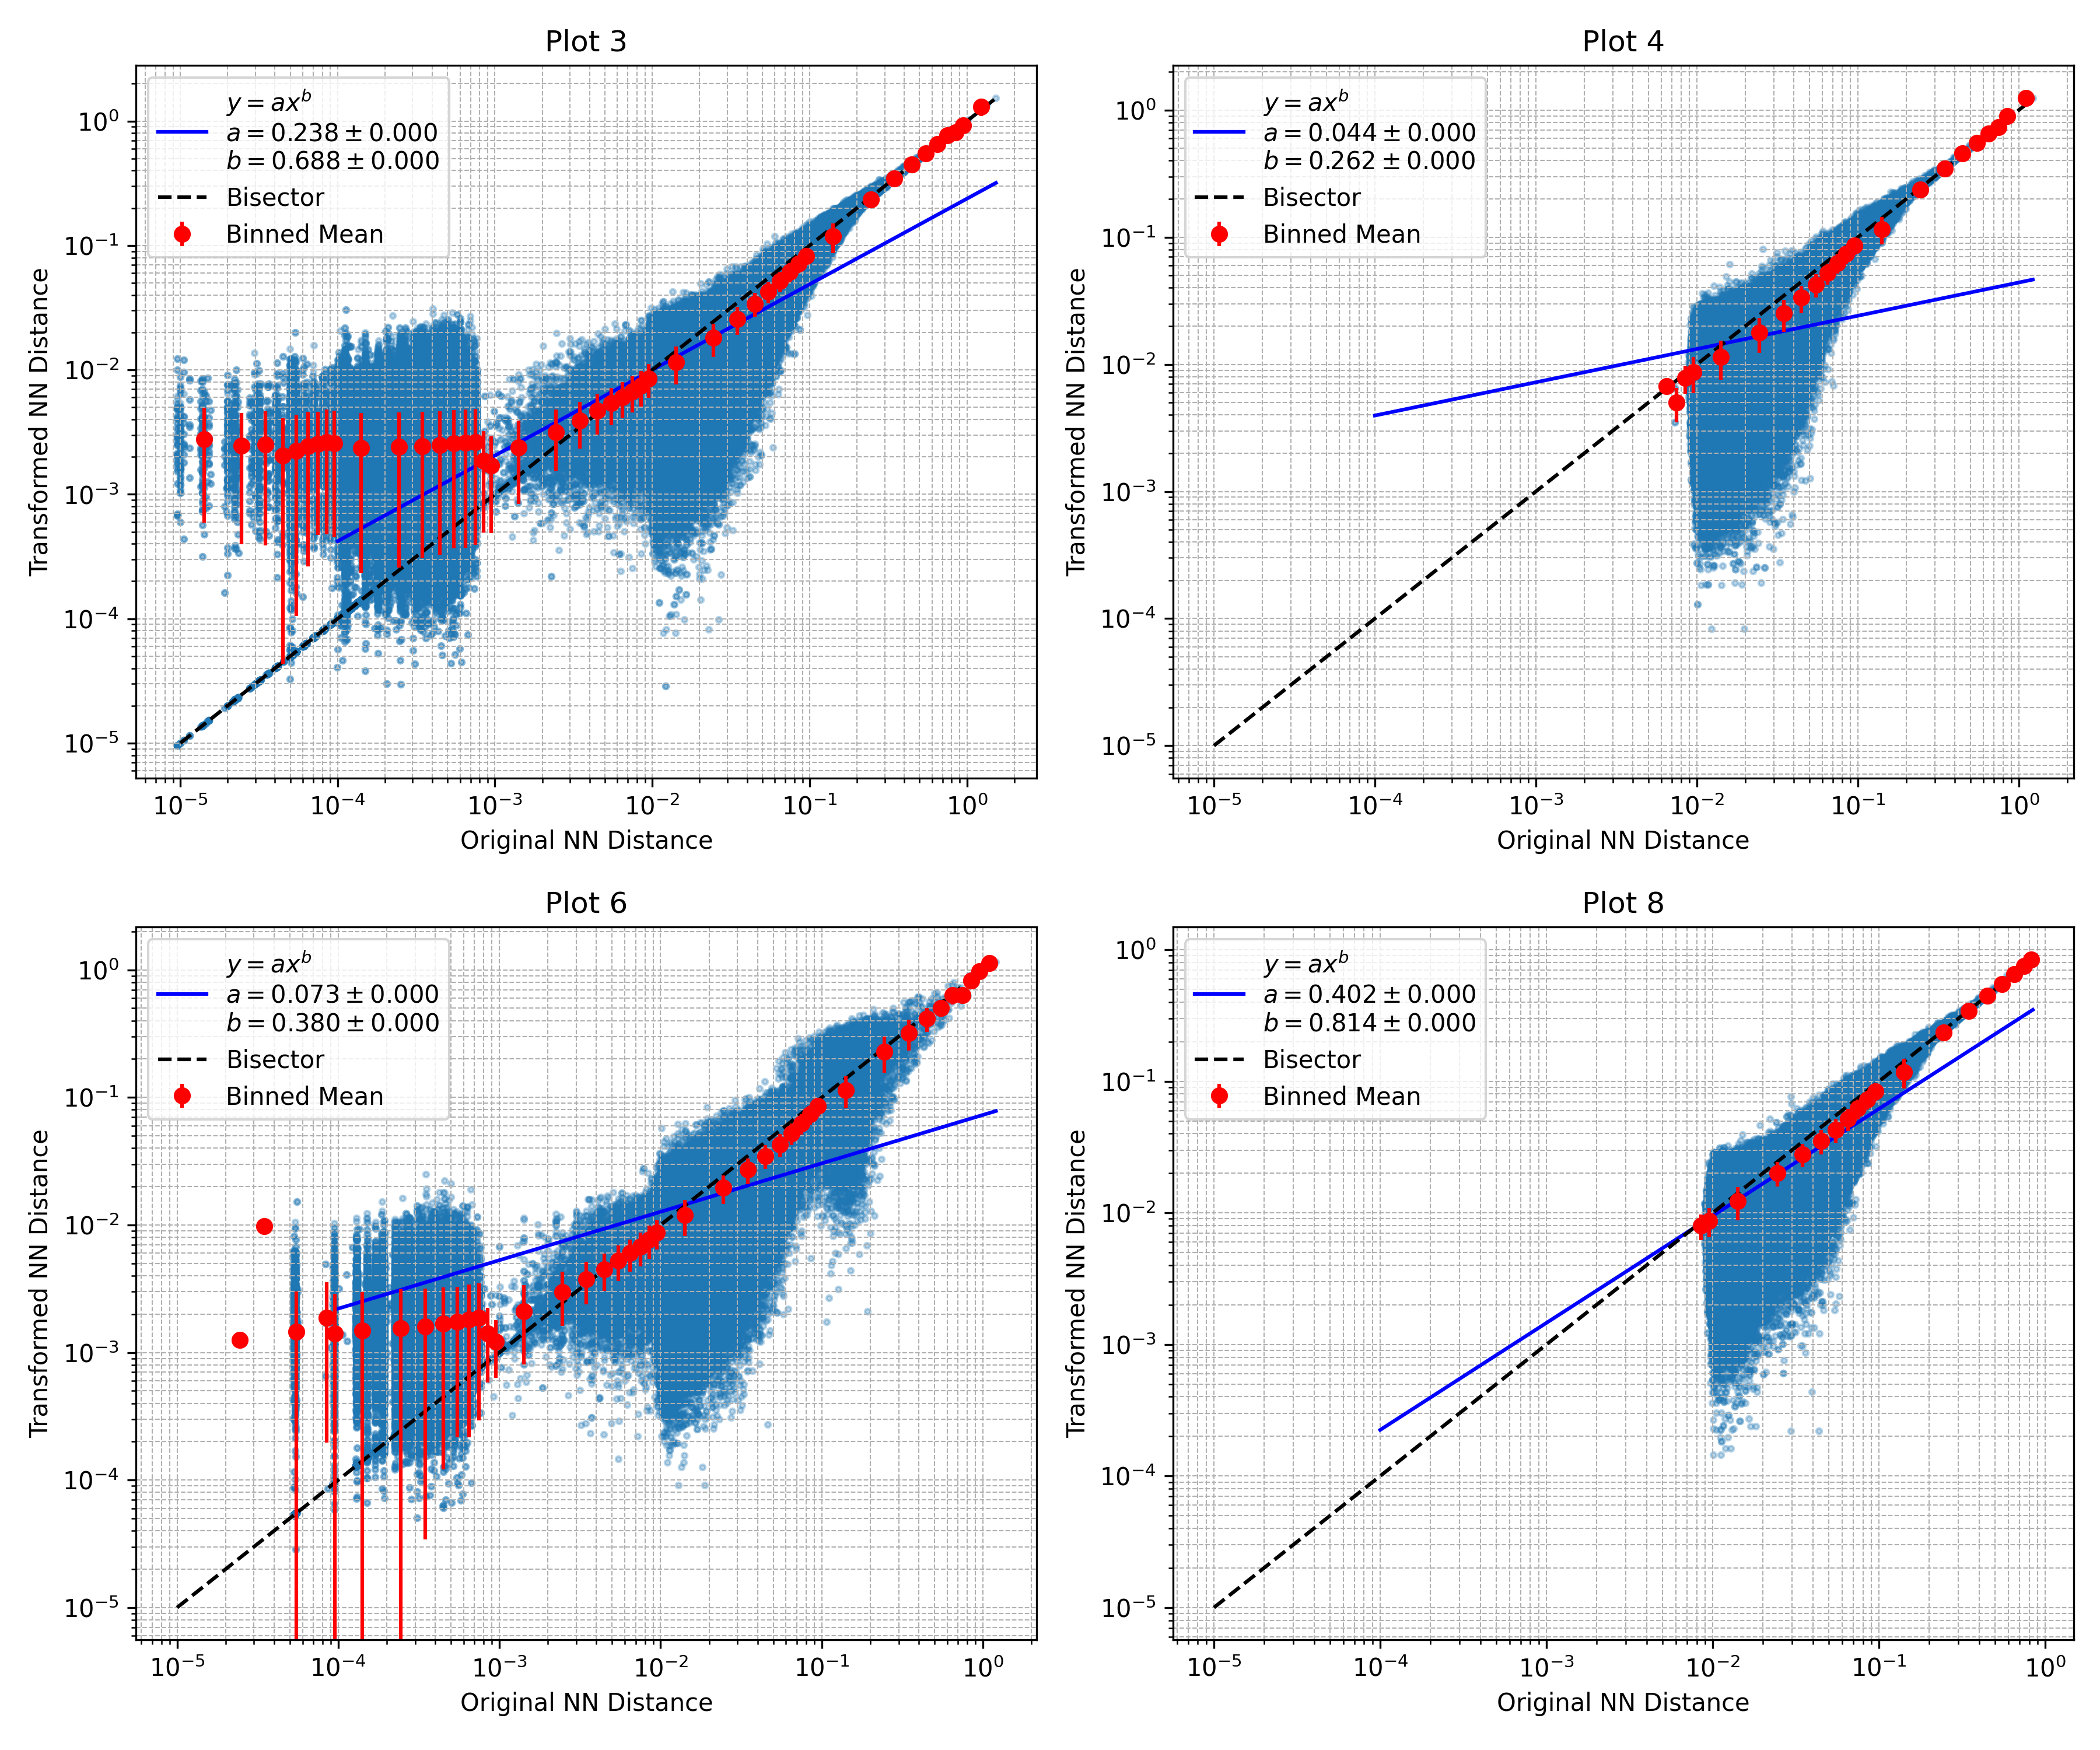 Plot 3
y = ax^b
a = 0.238 ± 0.000
b = 0.688 ± 0.000
Bisector
Binned Mean
Transformed NN Distance
10^0
10^-1
10^-2
10^-3
10^-4
10^-5
10^-5 10^-4 10^-3 10^-2 10^-1 10^0
Original NN Distance
Plot 4
y = ax^b
a = 0.044 ± 0.000
b = 0.262 ± 0.000
Bisector
Binned Mean
Transformed NN Distance
10^0
10^-1
10^-2
10^-3
10^-4
10^-5
10^-5 10^-4 10^-3 10^-2 10^-1 10^0
Original NN Distance
Plot 6
y = ax^b
a = 0.073 ± 0.000
b = 0.380 ± 0.000
Bisector
Binned Mean
Transformed NN Distance
10^0
10^-1
10^-2
10^-3
10^-4
10^-5
10^-5 10^-4 10^-3 10^-2 10^-1 10^0
Original NN Distance
Plot 8
y = ax^b
a = 0.402 ± 0.000
b = 0.814 ± 0.000
Bisector
Binned Mean
Transformed NN Distance
10^0
10^-1
10^-2
10^-3
10^-4
10^-5
10^-5 10^-4 10^-3 10^-2 10^-1 10^0
Original NN Distance